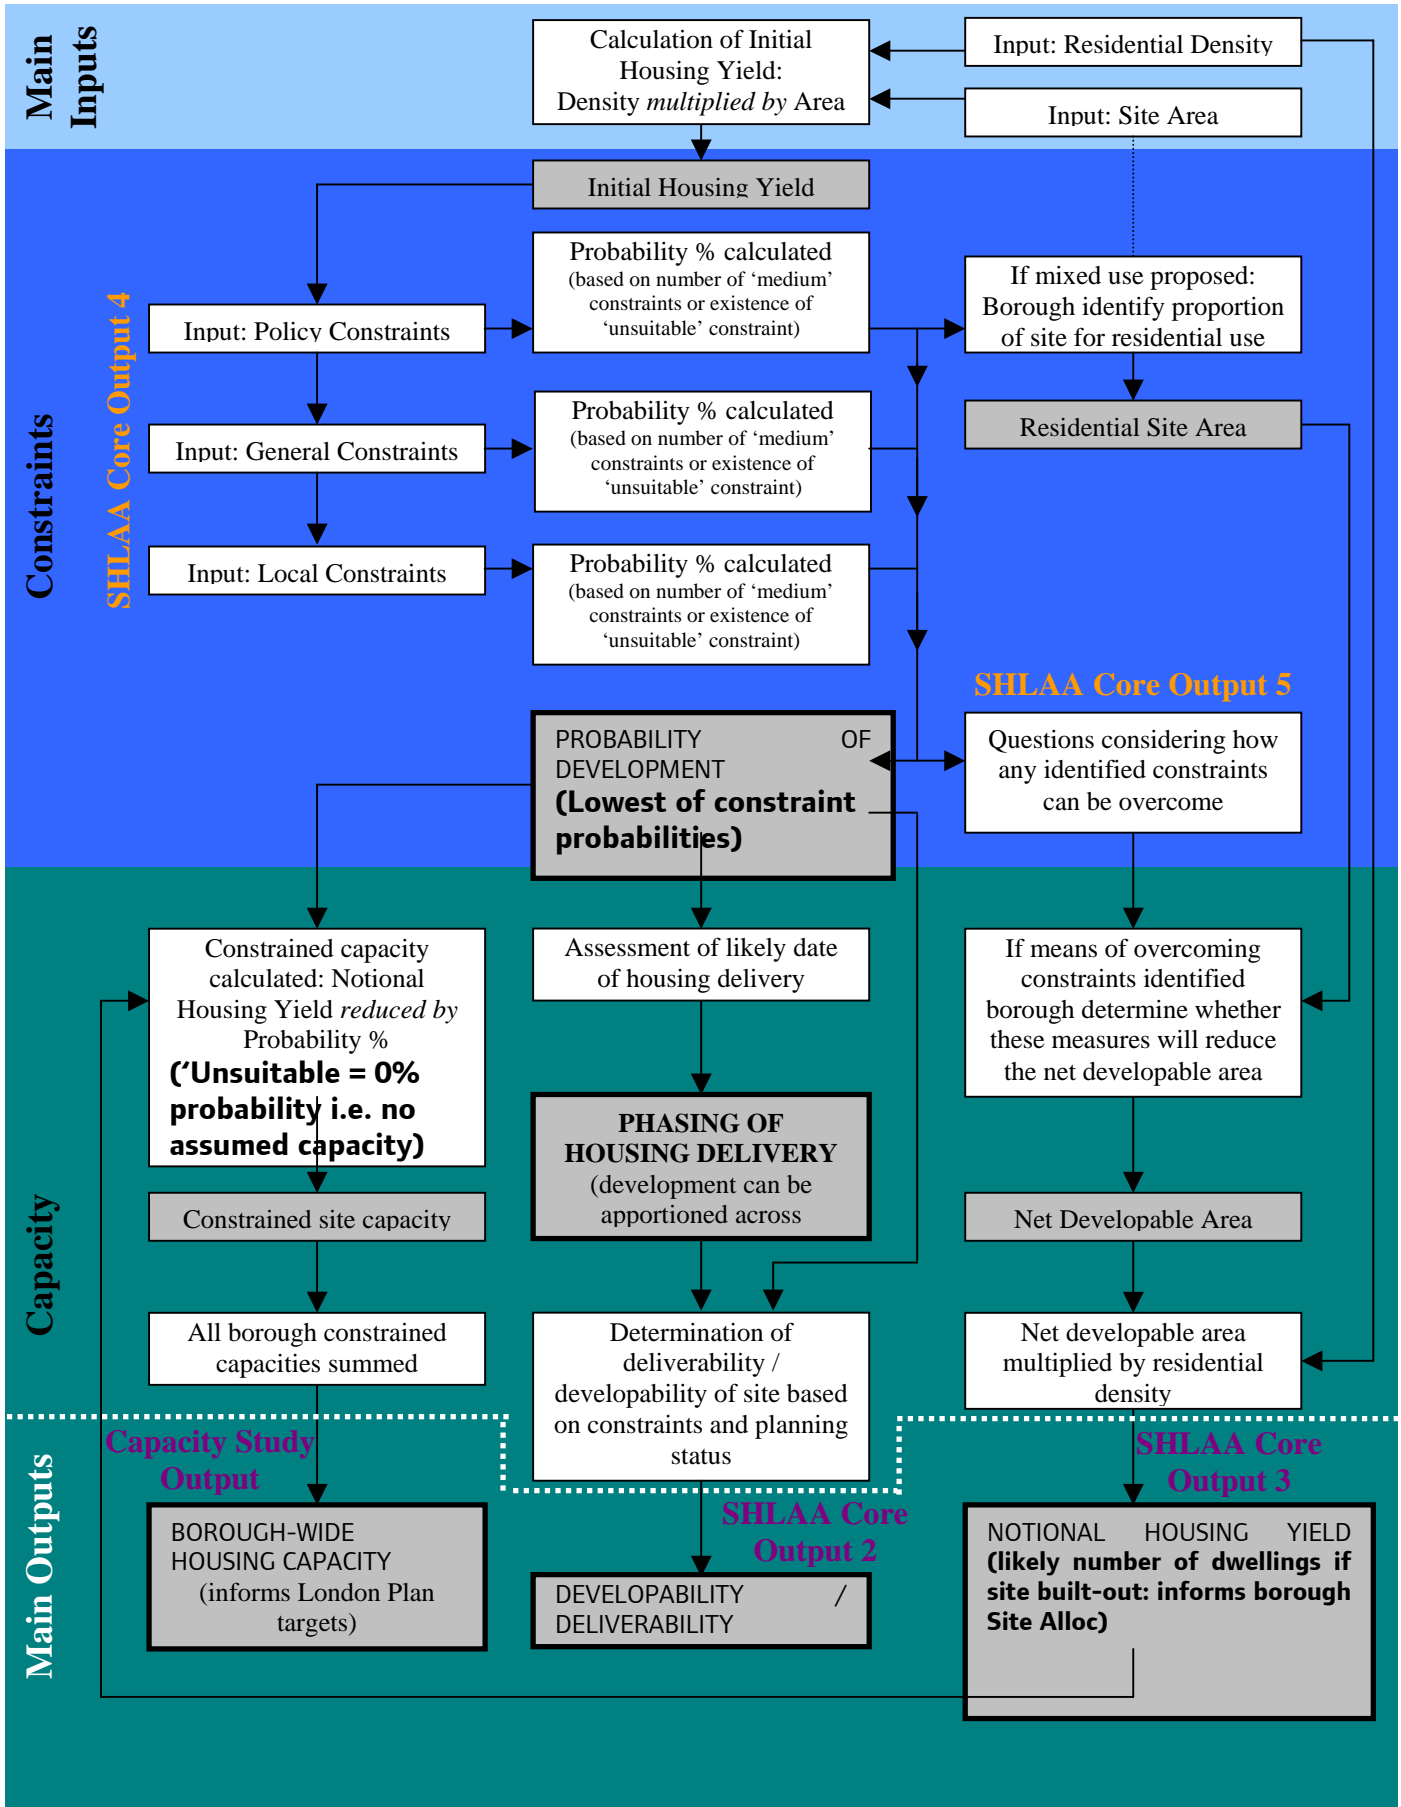 Main
Inputs
Calculation of Initial
Housing Yield:
Density multiplied by Area
Input: Residential Density
Input: Site Area
Initial Housing Yield
Constraints
SHLAA Core Output 4
Input: Policy Constraints
Probability % calculated
(based on number of ‘medium’
constraints or existence of
‘unsuitable’ constraint)
If mixed use proposed:
Borough identify proportion
of site for residential use
Input: General Constraints
Probability % calculated
(based on number of ‘medium’
constraints or existence of
‘unsuitable’ constraint)
Residential Site Area
Input: Local Constraints
Probability % calculated
(based on number of ‘medium’
constraints or existence of
‘unsuitable’ constraint)
SHLAA Core Output 5
PROBABILITY OF
DEVELOPMENT
(Lowest of constraint
probabilities)
Questions considering how
any identified constraints
can be overcome
Capacity
Constrained capacity
calculated: Notional
Housing Yield reduced by
Probability %
(‘Unsuitable = 0%
probability i.e. no
assumed capacity)
Assessment of likely date
of housing delivery
If means of overcoming
constraints identified
borough determine whether
these measures will reduce
the net developable area
PHASING OF
HOUSING DELIVERY
(development can be
apportioned across
Constrained site capacity
Net Developable Area
All borough constrained
capacities summed
Determination of
deliverability /
developability of site based
on constraints and planning
status
Net developable area
multiplied by residential
density
Main Outputs
Capacity Study
Output
SHLAA Core
Output 2
SHLAA Core
Output 3
BOROUGH-WIDE
HOUSING CAPACITY
(informs London Plan
targets)
DEVELOPABILITY /
DELIVERABILITY
NOTIONAL HOUSING YIELD
(likely number of dwellings if
site built-out: informs borough
Site Alloc)